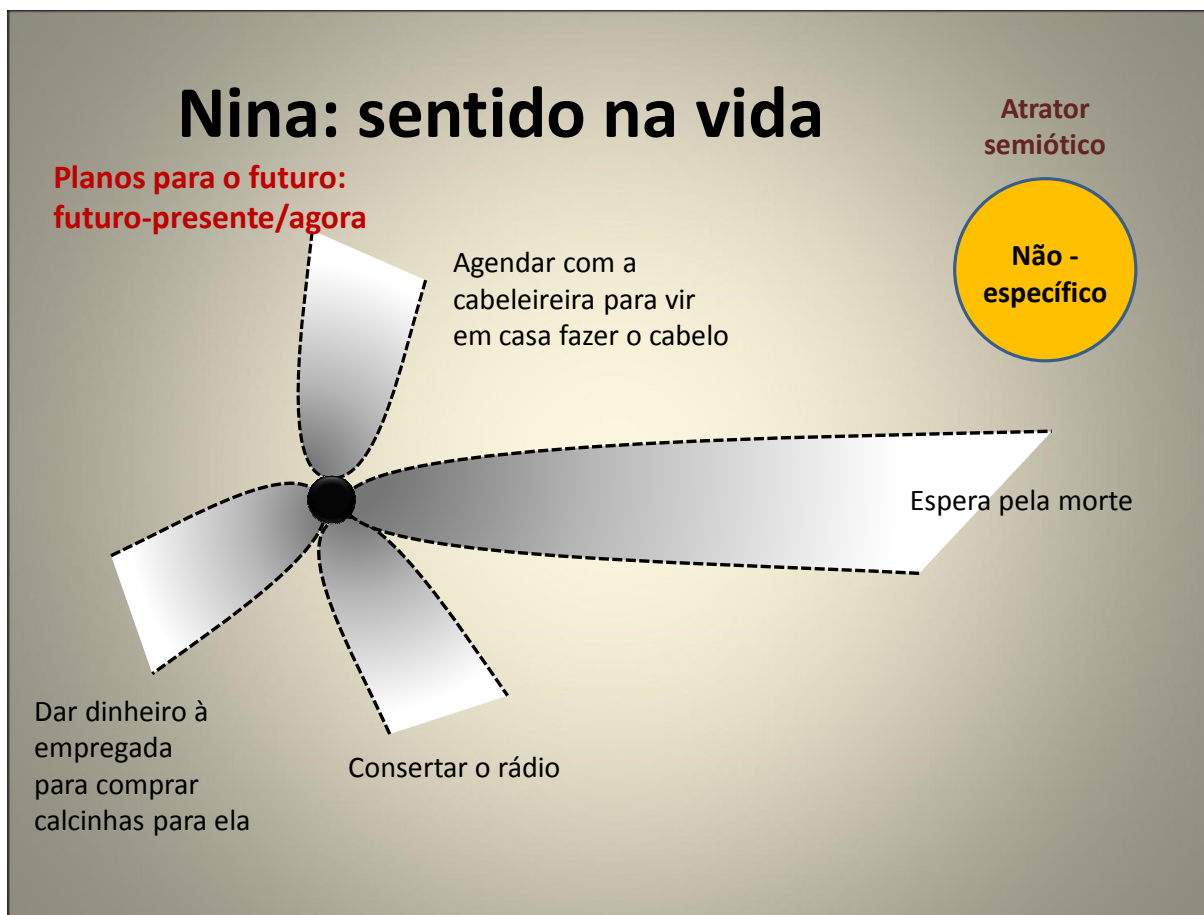 Nina: sentido na vida
Atrator
semiótico
Planos para o futuro:
futuro-presente/agora
Não -
específico
Agendar com a
cabeleireira para vir
em casa fazer o cabelo
Espera pela morte
Dar dinheiro à
empregada
para comprar
calcinhas para ela
Consertar o rádio